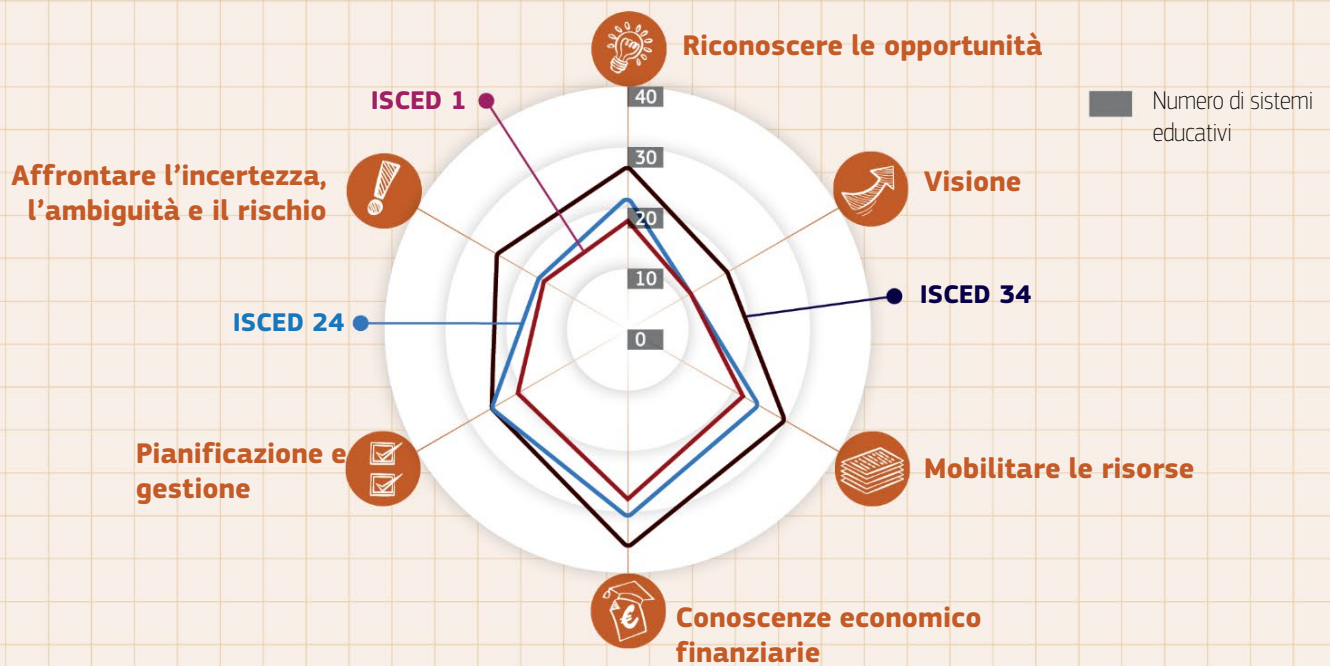 Riconoscere le opportunità
ISCED 1
40
Numero di sistemi
educativi
30
Affrontare l’incertezza,
l’ambiguità e il rischio
Visione
20
10
ISCED 34
ISCED 24
0
Pianificazione e
gestione
Mobilitare le risorse
€
Conoscenze economico
finanziarie